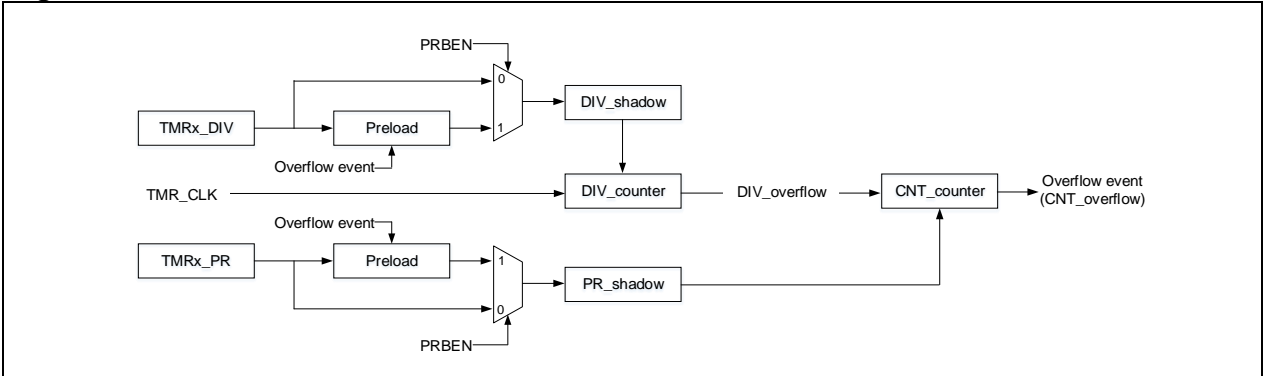 PRBEN
0
DIV_shadow
TMRx_DIV
Preload
1
Overflow event
TMR_CLK
DIV_counter
DIV_overflow
CNT_counter
Overflow event
(CNT_overflow)
Overflow event
TMRx_PR
Preload
1
PR_shadow
0
PRBEN